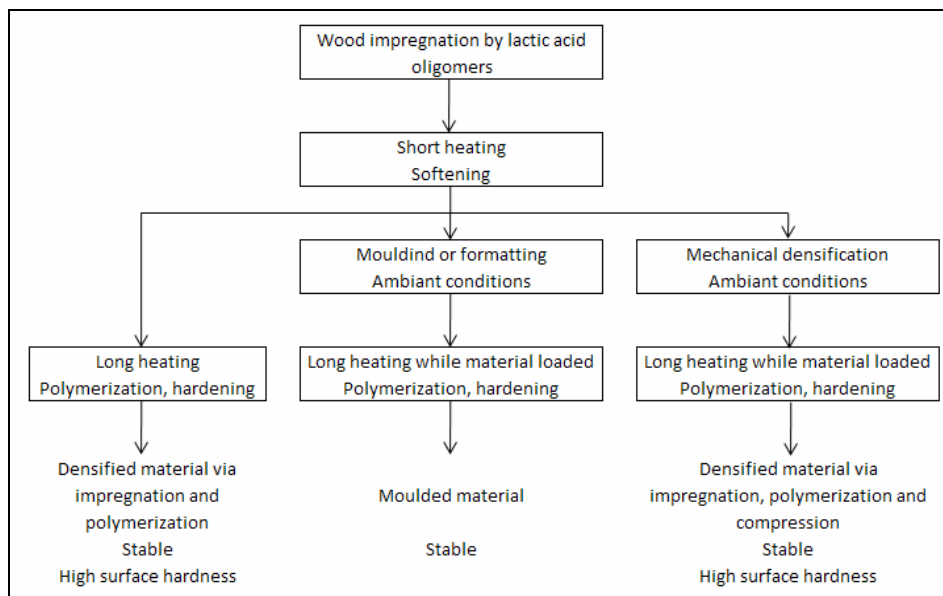 Wood impregnation by lactic acid
oligomers
Short heating
Softening
Mouldind or formatting
Ambiant conditions
Mechanical densification
Ambiant conditions
Long heating
Polymerization, hardening
Long heating while material loaded
Polymerization, hardening
Long heating while material loaded
Polymerization, hardening
Densified material via
impregnation and
polymerization
Stable
High surface hardness
Moulded material
Stable
Densified material via
impregnation, polymerization and
compression
Stable
High surface hardness